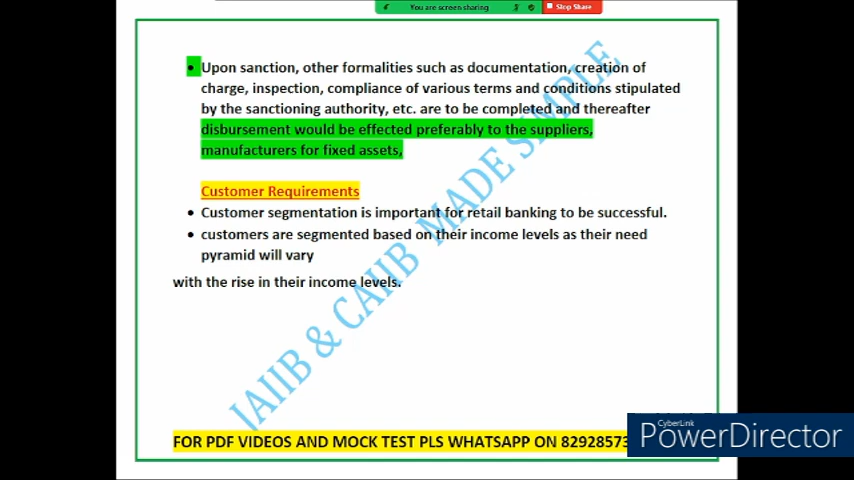 You are screen sharing
Stop Share
• Upon sanction, other formalities such as documentation, creation of
charge, inspection, compliance of various terms and conditions stipulated
by the sanctioning authority, etc. are to be completed and thereafter
disbursement would be effected preferably to the suppliers,
manufacturers for fixed assets,
Customer Requirements
• Customer segmentation is important for retail banking to be successful.
• customers are segmented based on their income levels as their need
pyramid will vary
with the rise in their income levels.
JAIIB & CAIIB MADE SIMPLE
FOR PDF VIDEOS AND MOCK TEST PLS WHATSAPP ON 8292857
CyberLink
PowerDirector